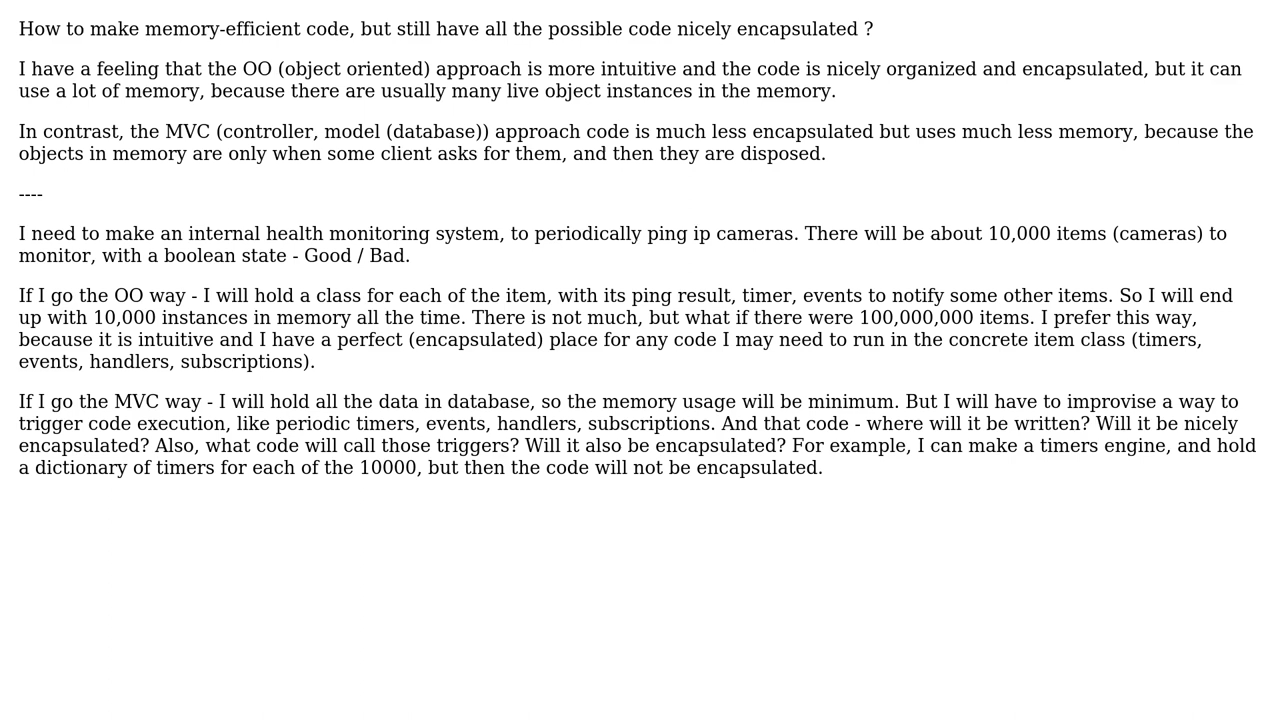 How to make memory-efficient code, but still have all the possible code nicely encapsulated ?
I have a feeling that the OO (object oriented) approach is more intuitive and the code is nicely organized and encapsulated, but it can
use a lot of memory, because there are usually many live object instances in the memory.
In contrast, the MVC (controller, model (database)) approach code is much less encapsulated but uses much less memory, because the
objects in memory are only when some client asks for them, and then they are disposed.
----
I need to make an internal health monitoring system, to periodically ping ip cameras. There will be about 10,000 items (cameras) to
monitor, with a boolean state - Good / Bad.
If I go the OO way - I will hold a class for each of the item, with its ping result, timer, events to notify some other items. So I will end
up with 10,000 instances in memory all the time. There is not much, but what if there were 100,000,000 items. I prefer this way,
because it is intuitive and I have a perfect (encapsulated) place for any code I may need to run in the concrete item class (timers,
events, handlers, subscriptions).
If I go the MVC way - I will hold all the data in database, so the memory usage will be minimum. But I will have to improvise a way to
trigger code execution, like periodic timers, events, handlers, subscriptions. And that code - where will it be written? Will it be nicely
encapsulated? Also, what code will call those triggers? Will it also be encapsulated? For example, I can make a timers engine, and hold
a dictionary of timers for each of the 10000, but then the code will not be encapsulated.